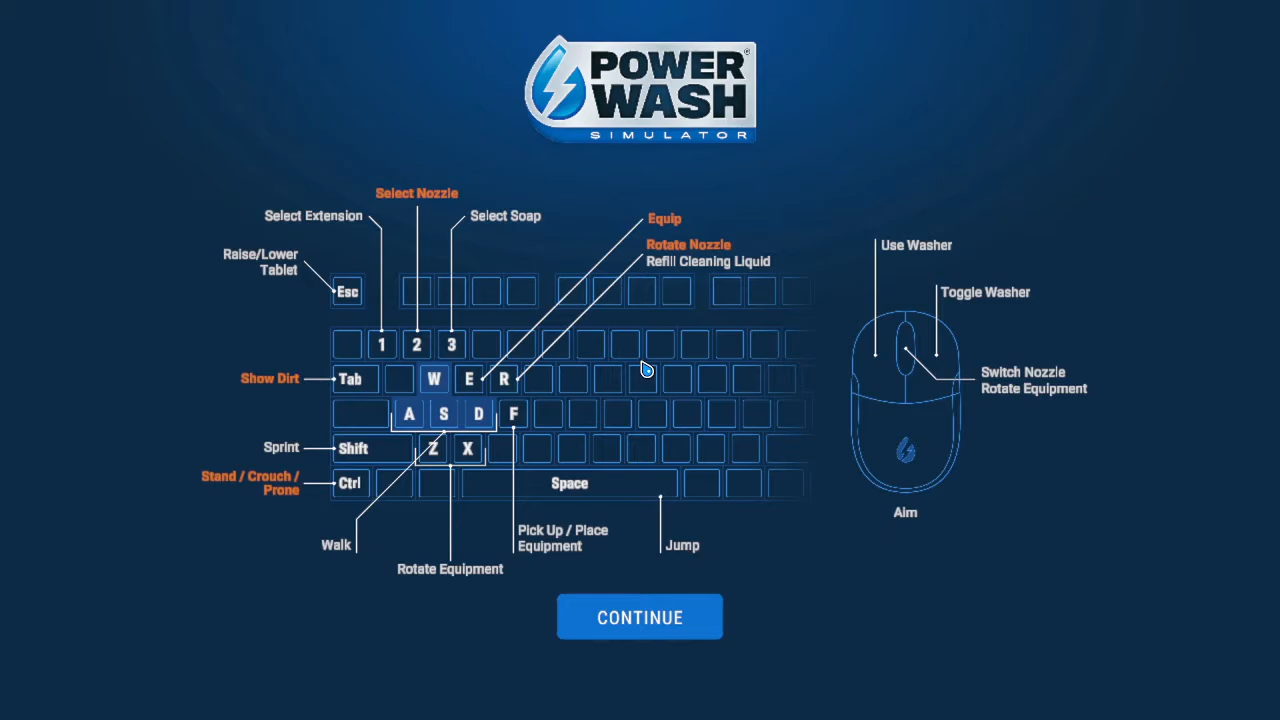 POWER®
WASH
SIMULATOR
Select Nozzle
Select Extension
Select Soap
Equip
Rotate Nozzle
Refill Cleaning Liquid
Use Washer
Raise/Lower
Tablet
Toggle Washer
Esc
1
2
3
Show Dirt
Tab
W
E
R
Switch Nozzle
Rotate Equipment
A
S
D
F
Sprint
Shift
Z
X
Stand / Crouch /
Prone
Ctrl
Space
Aim
Walk
Pick Up / Place
Equipment
Jump
Rotate Equipment
CONTINUE